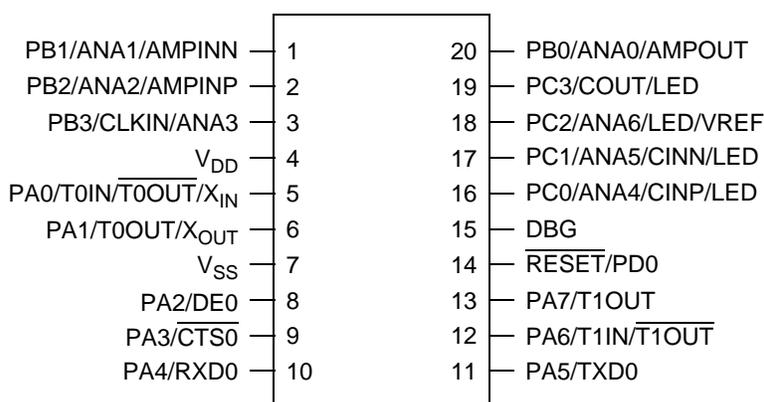 PB1/ANA1/AMPINN 1 20 PB0/ANA0/AMPOUT
PB2/ANA2/AMPINP 2 19 PC3/COUT/LED
PB3/CLKIN/ANA3 3 18 PC2/ANA6/LED/VREF
VDD 4 17 PC1/ANA5/CINN/LED
PA0/T0IN/T0OUT/XIN 5 16 PC0/ANA4/CINP/LED
PA1/T0OUT/XOUT 6 15 DBG
VSS 7 14 RESET/PD0
PA2/DE0 8 13 PA7/T1OUT
PA3/CTS0 9 12 PA6/T1IN/T1OUT
PA4/RXD0 10 11 PA5/TXD0